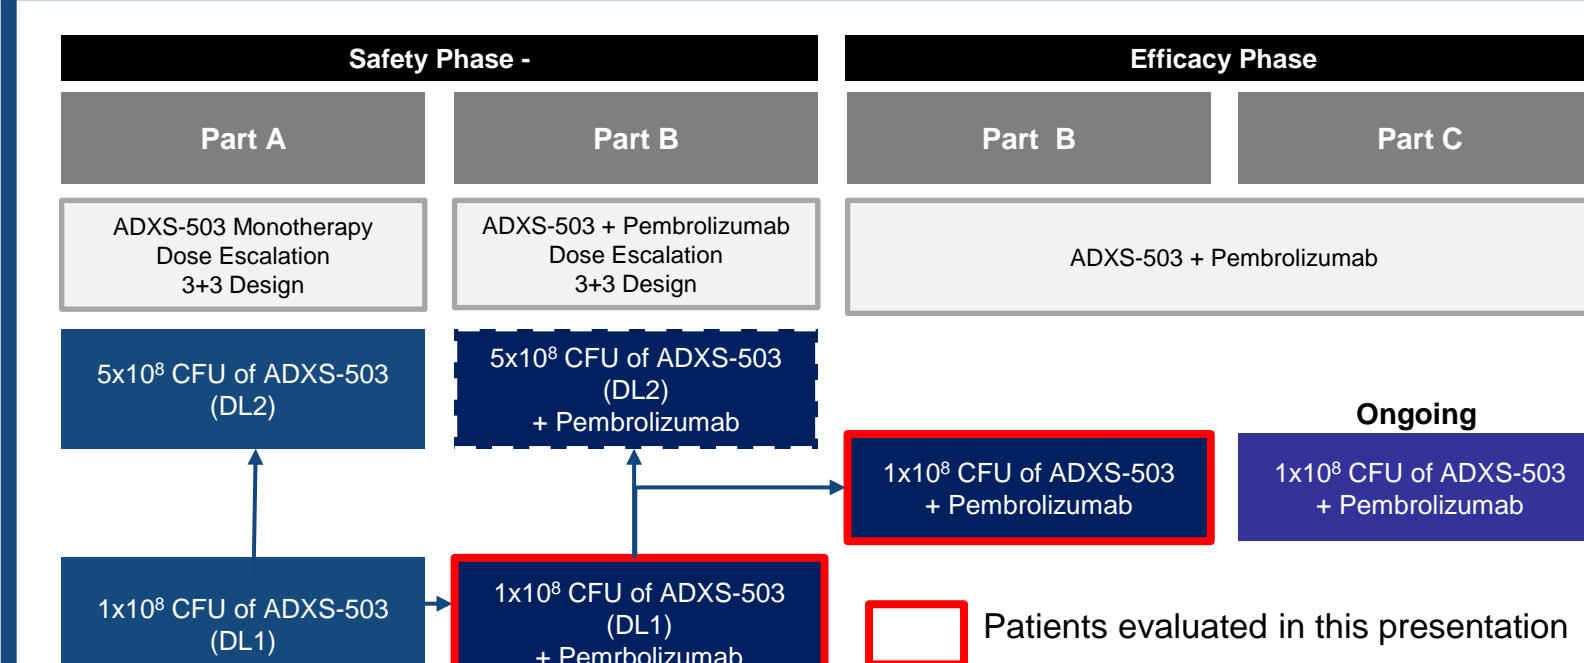 Safety Phase -
Efficacy Phase
Part A
Part B
Part  B
Part C
ADXS-503 Monotherapy
Dose Escalation
3+3 Design
ADXS-503 + Pembrolizumab
Dose Escalation
3+3 Design
ADXS-503 + Pembrolizumab
5x10⁸ CFU of ADXS-503
(DL2)
5x10⁸ CFU of ADXS-503
(DL2)
+ Pembrolizumab
Ongoing
1x10⁸ CFU of ADXS-503
+ Pembrolizumab
1x10⁸ CFU of ADXS-503
+ Pembrolizumab
1x10⁸ CFU of ADXS-503
(DL1)
1x10⁸ CFU of ADXS-503
(DL1)
+ Pemrbolizumab
Patients evaluated in this presentation